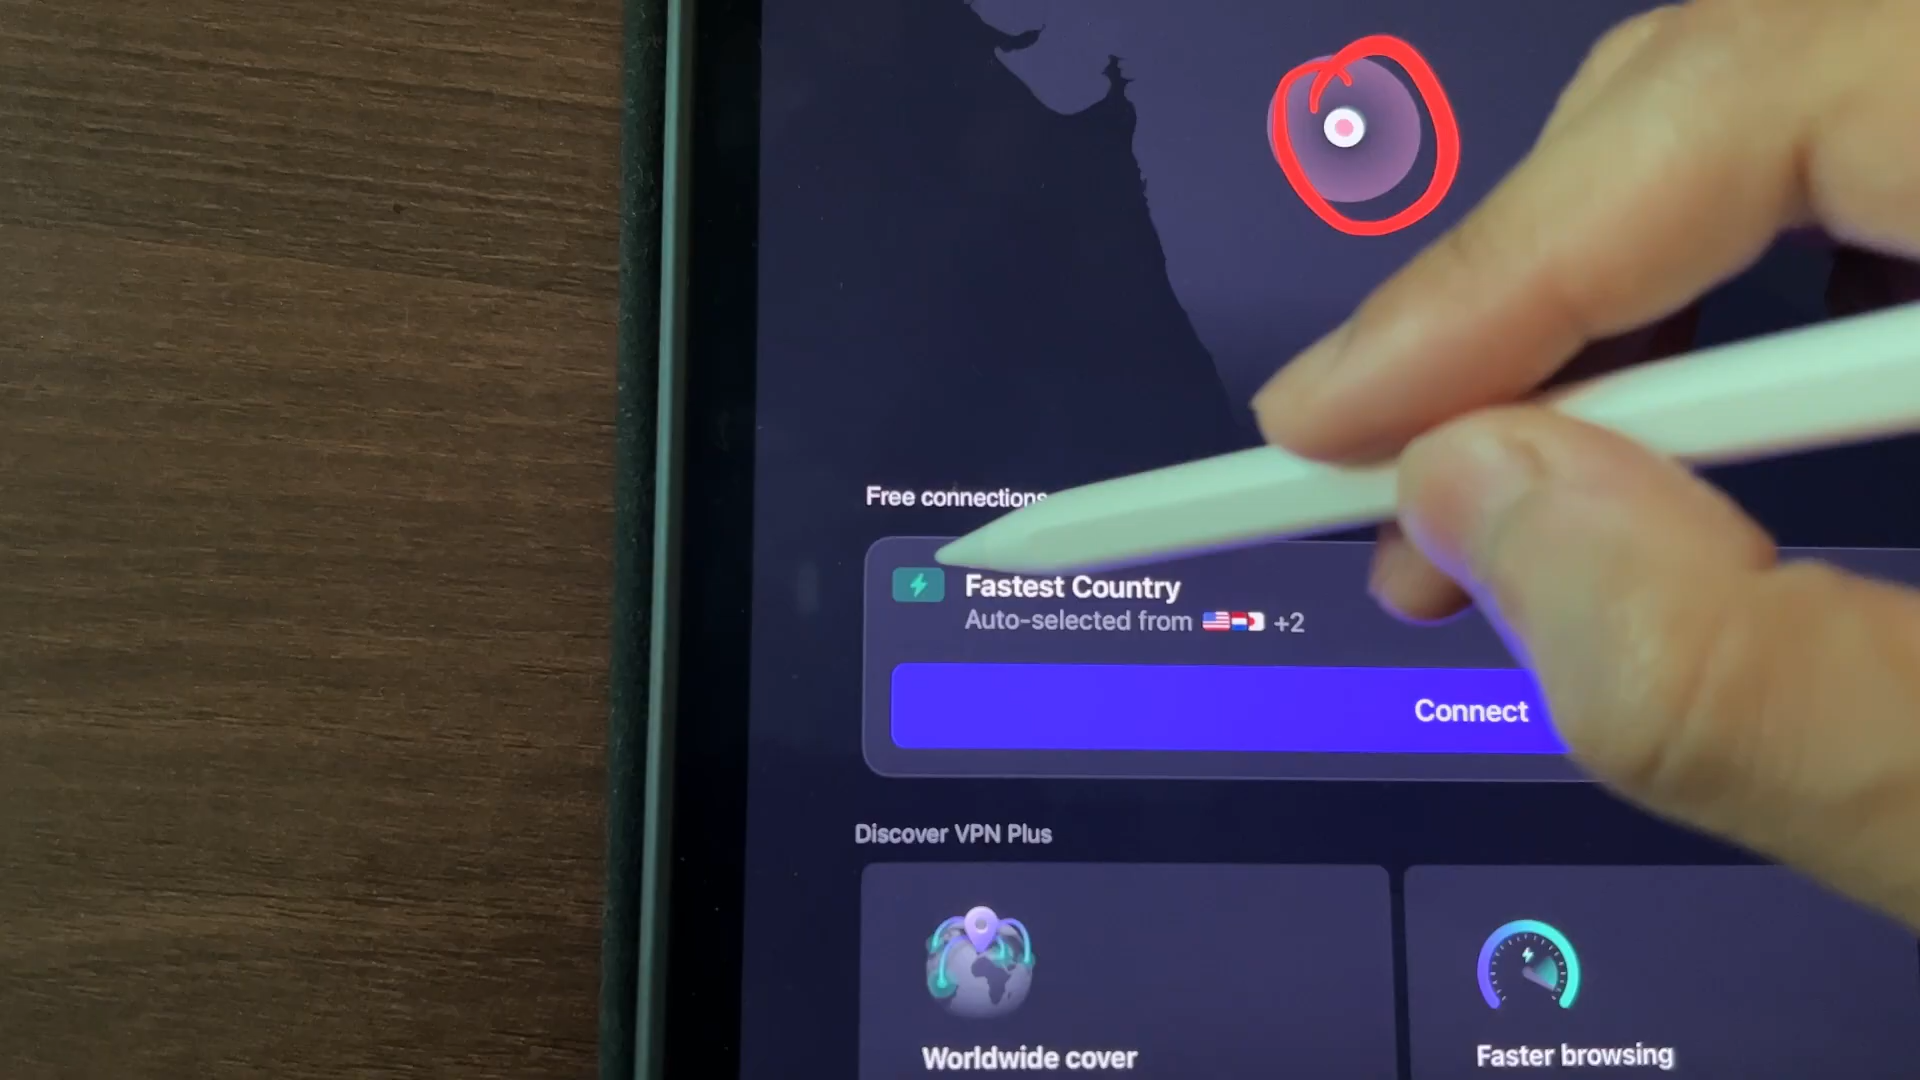 Free connections
Fastest Country
Auto-selected from +2
Connect
Discover VPN Plus
Worldwide cover
Faster browsing